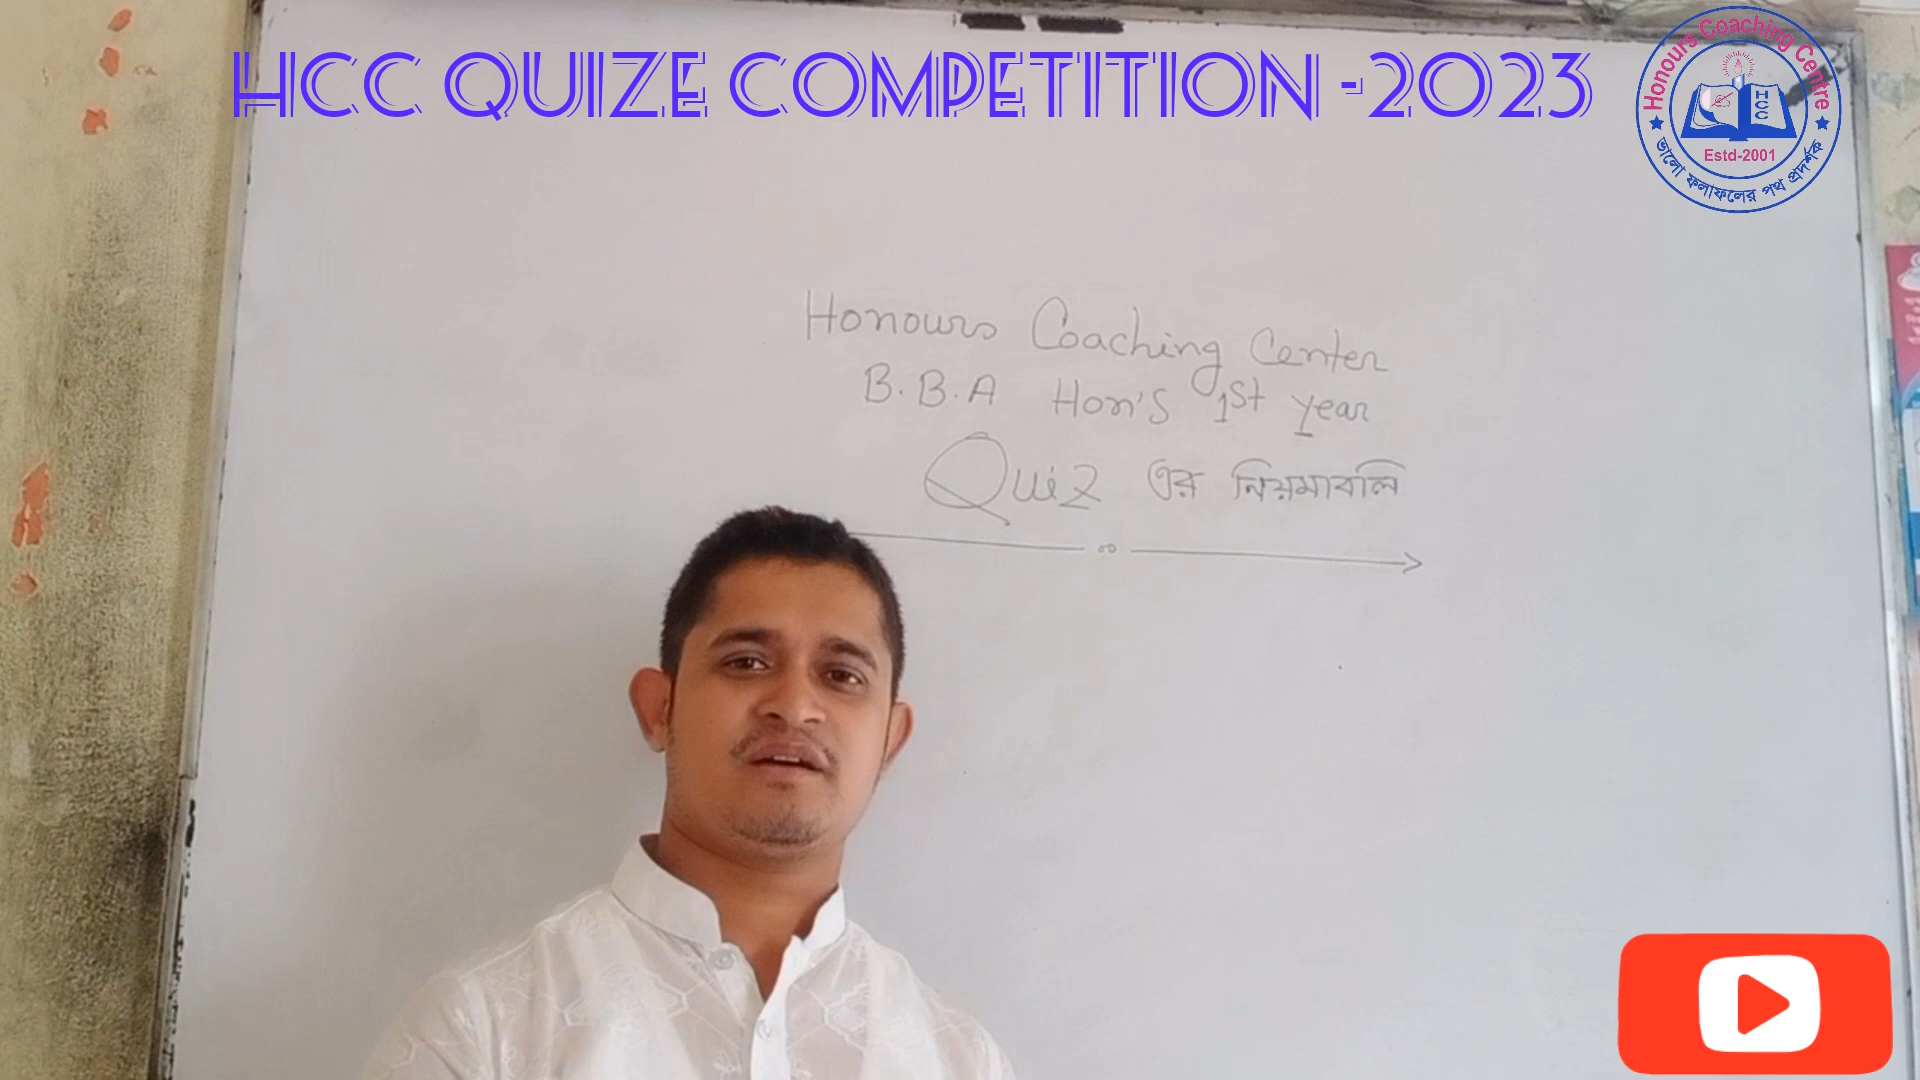 HCC QUIZE COMPETITION -2023
Honours Coaching Centre
HCC
Estd-2001
ভালো ফলাফলের পথ প্রদর্শক
Honours Coaching Center
B.B.A Hon's 1st year
Quiz এর নিয়মাবলি